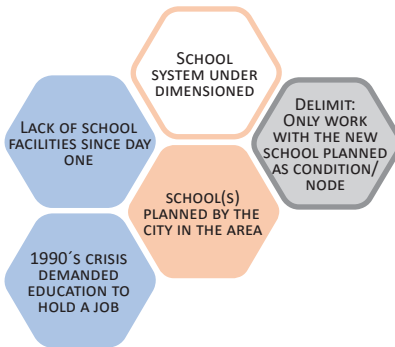 School
system under
dimensioned
Lack of school
facilities since day
one
Delimit:
Only work
with the new
school planned
as condition/
node
school(s)
planned by the
city in the area
1990´s crisis
demanded
education to
hold a job